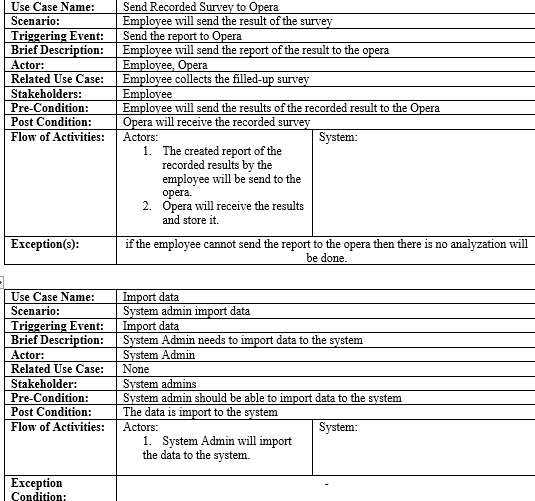 Use Case Name: Send Recorded Survey to Opera
Scenario: Employee will send the result of the survey
Triggering Event: Send the report to Opera
Brief Description: Employee will send the report of the result to the opera
Actor: Employee, Opera
Related Use Case: Employee collects the filled-up survey
Stakeholders: Employee
Pre-Condition: Employee will send the results of the recorded result to the Opera
Post Condition: Opera will receive the recorded survey
Flow of Activities: Actors: System:
1. The created report of the
recorded results by the
employee will be send to the
opera.
2. Opera will receive the results
and store it.
Exception(s): if the employee cannot send the report to the opera then there is no analyzation will
be done.
Use Case Name: Import data
Scenario: System admin import data
Triggering Event: Import data
Brief Description: System Admin needs to import data to the system
Actor: System Admin
Related Use Case: None
Stakeholder: System admins
Pre-Condition: System admin should be able to import data to the system
Post Condition: The data is import to the system
Flow of Activities: Actors: System:
1. System Admin will import
the data to the system.
Exception -
Condition: